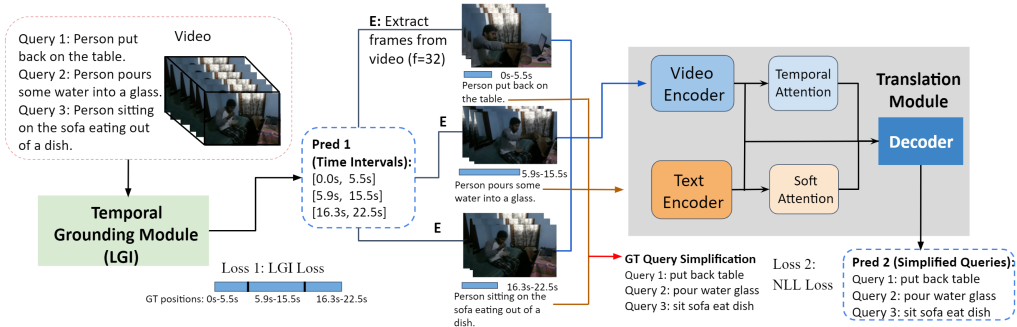 Query 1: Person put
back on the table.
Query 2: Person pours
some water into a glass.
Query 3: Person sitting
on the sofa eating out
of a dish.
Video
Temporal
Grounding Module
(LGI)
Loss 1: LGI Loss
GT positions: 0s-5.5s 5.9s-15.5s 16.3s-22.5s
Pred 1
(Time Intervals):
[0.0s, 5.5s]
[5.9s, 15.5s]
[16.3s, 22.5s]
E: Extract
frames from
video (f=32)
E
E
0s-5.5s
Person put back on
the table.
5.9s-15.5s
Person pours some
water into a glass.
16.3s-22.5s
Person sitting on the
sofa eating out of a
dish.
Video
Encoder
Temporal
Attention
Text
Encoder
Soft
Attention
Translation
Module
Decoder
GT Query Simplification
Query 1: put back table
Query 2: pour water glass
Query 3: sit sofa eat dish
Loss 2:
NLL Loss
Pred 2 (Simplified Queries):
Query 1: put back table
Query 2: pour water glass
Query 3: sit sofa eat dish